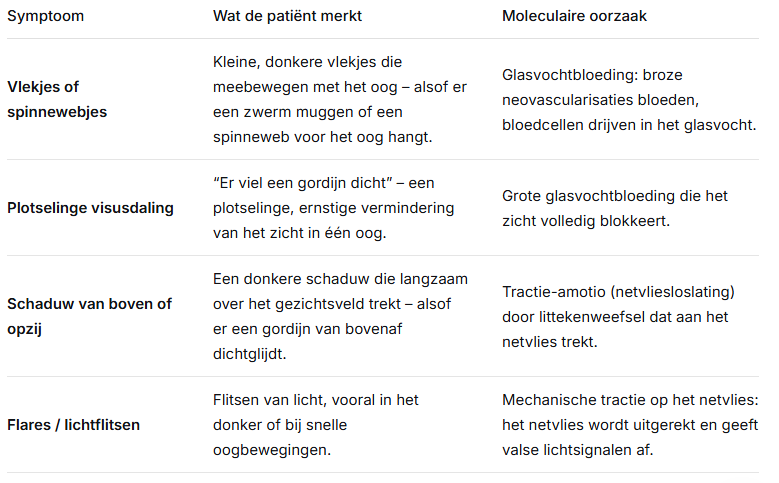 Symptoom
Wat de patiënt merkt
Moleculaire oorzaak
Vlekjes of
spinnewebjes
Kleine, donkere vlekjes die
meebewegen met het oog – alsof er
een zwerm muggen of een
spinneweb voor het oog hangt.
Glasvochtbloeding: broze
neovascularisaties bloeden,
bloedcellen drijven in het glasvocht.
Plotselinge visusdaling
“Er viel een gordijn dicht” – een
plotselinge, ernstige vermindering
van het zicht in één oog.
Grote glasvochtbloeding die het
zicht volledig blokkeert.
Schaduw van boven of
opzij
Een donkere schaduw die langzaam
over het gezichtsveld trekt – alsof
er een gordijn van bovenaf
dichtglijdt.
Tractie-amotio (netvliesloslating)
door littekenweefsel dat aan het
netvlies trekt.
Flares / lichtflitsen
Flitsen van licht, vooral in het
donker of bij snelle
oogbewegingen.
Mechanische tractie op het netvlies:
het netvlies wordt uitgerekt en geeft
valse lichtsignalen af.